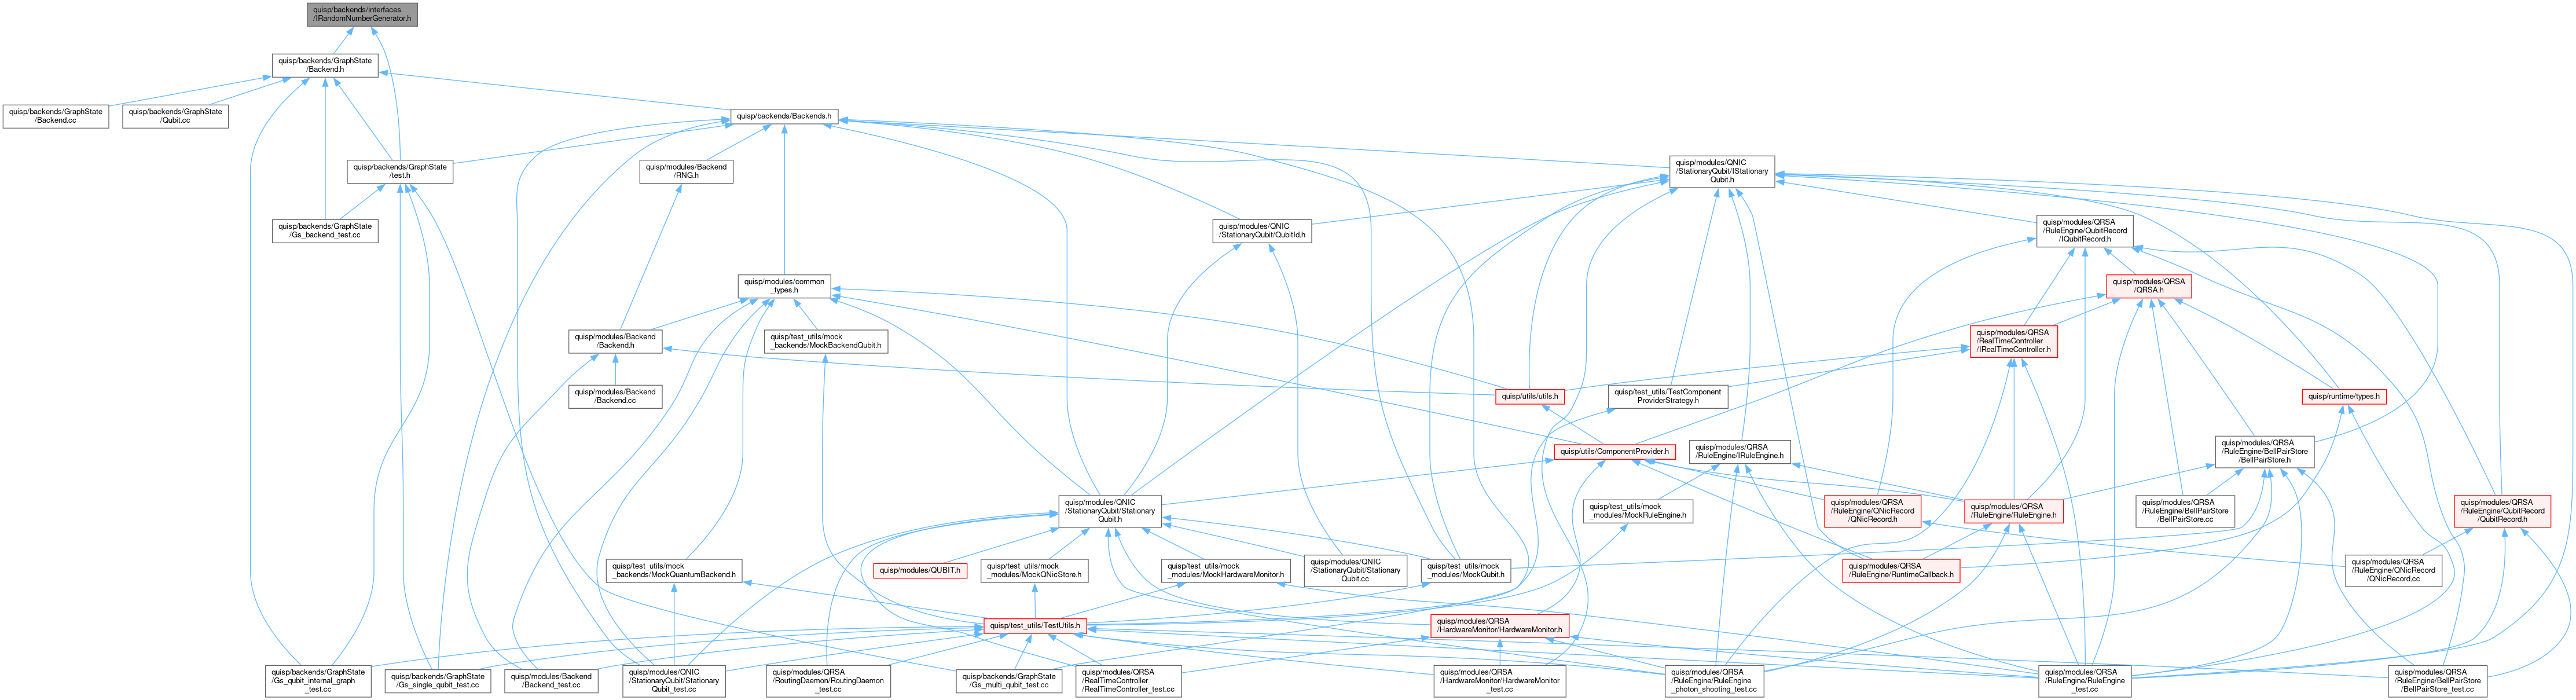 quisp/backends/interfaces
/IRandomNumberGenerator.h
quisp/backends/GraphState
/Backend.h
quisp/backends/GraphState
/Backend.cc
quisp/backends/GraphState
/Qubit.cc
quisp/backends/Backends.h
quisp/backends/GraphState
/test.h
quisp/modules/Backend
/RNG.h
quisp/modules/QNIC
/StationaryQubit/IStationary
Qubit.h
quisp/backends/GraphState
/Gs_backend_test.cc
quisp/modules/QNIC
/StationaryQubit/QubitId.h
quisp/modules/QRSA
/RuleEngine/QubitRecord
/IQubitRecord.h
quisp/modules/common
_types.h
quisp/modules/QRSA
/QRSA.h
quisp/modules/Backend
/Backend.h
quisp/test_utils/mock
_backends/MockBackendQubit.h
quisp/modules/QRSA
/RealTimeController
/IRealTimeController.h
quisp/modules/Backend
/Backend.cc
quisp/utils/utils.h
quisp/test_utils/TestComponent
ProviderStrategy.h
quisp/runtime/types.h
quisp/utils/ComponentProvider.h
quisp/modules/QRSA
/RuleEngine/IRuleEngine.h
quisp/modules/QRSA
/RuleEngine/BellPairStore
/BellPairStore.h
quisp/modules/QNIC
/StationaryQubit/Stationary
Qubit.h
quisp/test_utils/mock
_modules/MockRuleEngine.h
quisp/modules/QRSA
/RuleEngine/QNicRecord
/QNicRecord.h
quisp/modules/QRSA
/RuleEngine/RuleEngine.h
quisp/modules/QRSA
/RuleEngine/BellPairStore
/BellPairStore.cc
quisp/modules/QRSA
/RuleEngine/QubitRecord
/QubitRecord.h
quisp/test_utils/mock
_backends/MockQuantumBackend.h
quisp/modules/QUBIT.h
quisp/test_utils/mock
_modules/MockQNicStore.h
quisp/test_utils/mock
_modules/MockHardwareMonitor.h
quisp/modules/QNIC
/StationaryQubit/Stationary
Qubit.cc
quisp/test_utils/mock
_modules/MockQubit.h
quisp/modules/QRSA
/RuleEngine/RuntimeCallback.h
quisp/modules/QRSA
/RuleEngine/QNicRecord
/QNicRecord.cc
quisp/test_utils/TestUtils.h
quisp/modules/QRSA
/HardwareMonitor/HardwareMonitor.h
quisp/backends/GraphState
/Gs_qubit_internal_graph
_test.cc
quisp/backends/GraphState
/Gs_single_qubit_test.cc
quisp/modules/Backend
/Backend_test.cc
quisp/modules/QNIC
/StationaryQubit/Stationary
Qubit_test.cc
quisp/modules/QRSA
/RoutingDaemon/RoutingDaemon
_test.cc
quisp/backends/GraphState
/Gs_multi_qubit_test.cc
quisp/modules/QRSA
/RealTimeController
/RealTimeController_test.cc
quisp/modules/QRSA
/HardwareMonitor/HardwareMonitor
_test.cc
quisp/modules/QRSA
/RuleEngine/RuleEngine
_photon_shooting_test.cc
quisp/modules/QRSA
/RuleEngine/RuleEngine
_test.cc
quisp/modules/QRSA
/RuleEngine/BellPairStore
/BellPairStore_test.cc